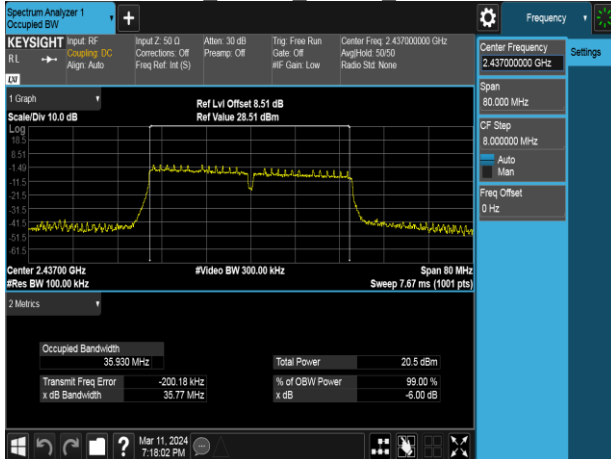 Spectrum Analyzer 1
Occupied BW
+
Frequency
KEYSIGHT
RL
Input: RF
Coupling: DC
Align: Auto
Input Z: 50 Ω
Corrections: Off
Freq Ref: Int (S)
Atten: 30 dB
Preamp: Off
Trig: Free Run
Gate: Off
#IF Gain: Low
Center Freq: 2.437000000 GHz
Avg|Hold: 50/50
Radio Std: None
LXI
Center Frequency
2.437000000 GHz
Settings
Span
80.000 MHz
CF Step
8.000000 MHz
Auto
Man
Freq Offset
0 Hz
1 Graph
Scale/Div 10.0 dB
Ref Lvl Offset 8.51 dB
Ref Value 28.51 dBm
Log
18.5
8.51
-1.49
-11.5
-21.5
-31.5
-41.5
-51.5
-61.5
Center 2.43700 GHz
#Video BW 300.00 kHz
Span 80 MHz
#Res BW 100.00 kHz
Sweep 7.67 ms (1001 pts)
2 Metrics
Occupied Bandwidth
35.930 MHz
Total Power 20.5 dBm
Transmit Freq Error -200.18 kHz
% of OBW Power 99.00 %
x dB Bandwidth 35.77 MHz
x dB -6.00 dB
?
Mar 11, 2024
7:18:02 PM